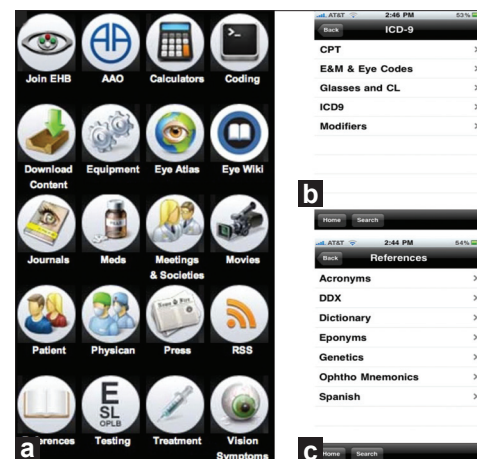 Join EHB
AAO
Calculators
Coding
Download
Content
Equipment
Eye Atlas
Eye Wiki
Journals
Meds
Meetings
& Societies
Movies
Patient
Physican
Press
RSS
E
SL
OPLB
Testing
Treatment
Vision
Symptoms
a
AT&T 2:46 PM 53%
Back ICD-9
CPT
E&M & Eye Codes
Glasses and CL
ICD9
Modifiers
b
Home Search
AT&T 2:44 PM 54%
Back References
Acronyms
DDX
Dictionary
Eponyms
Genetics
Ophtho Mnemonics
Spanish
c
Home Search